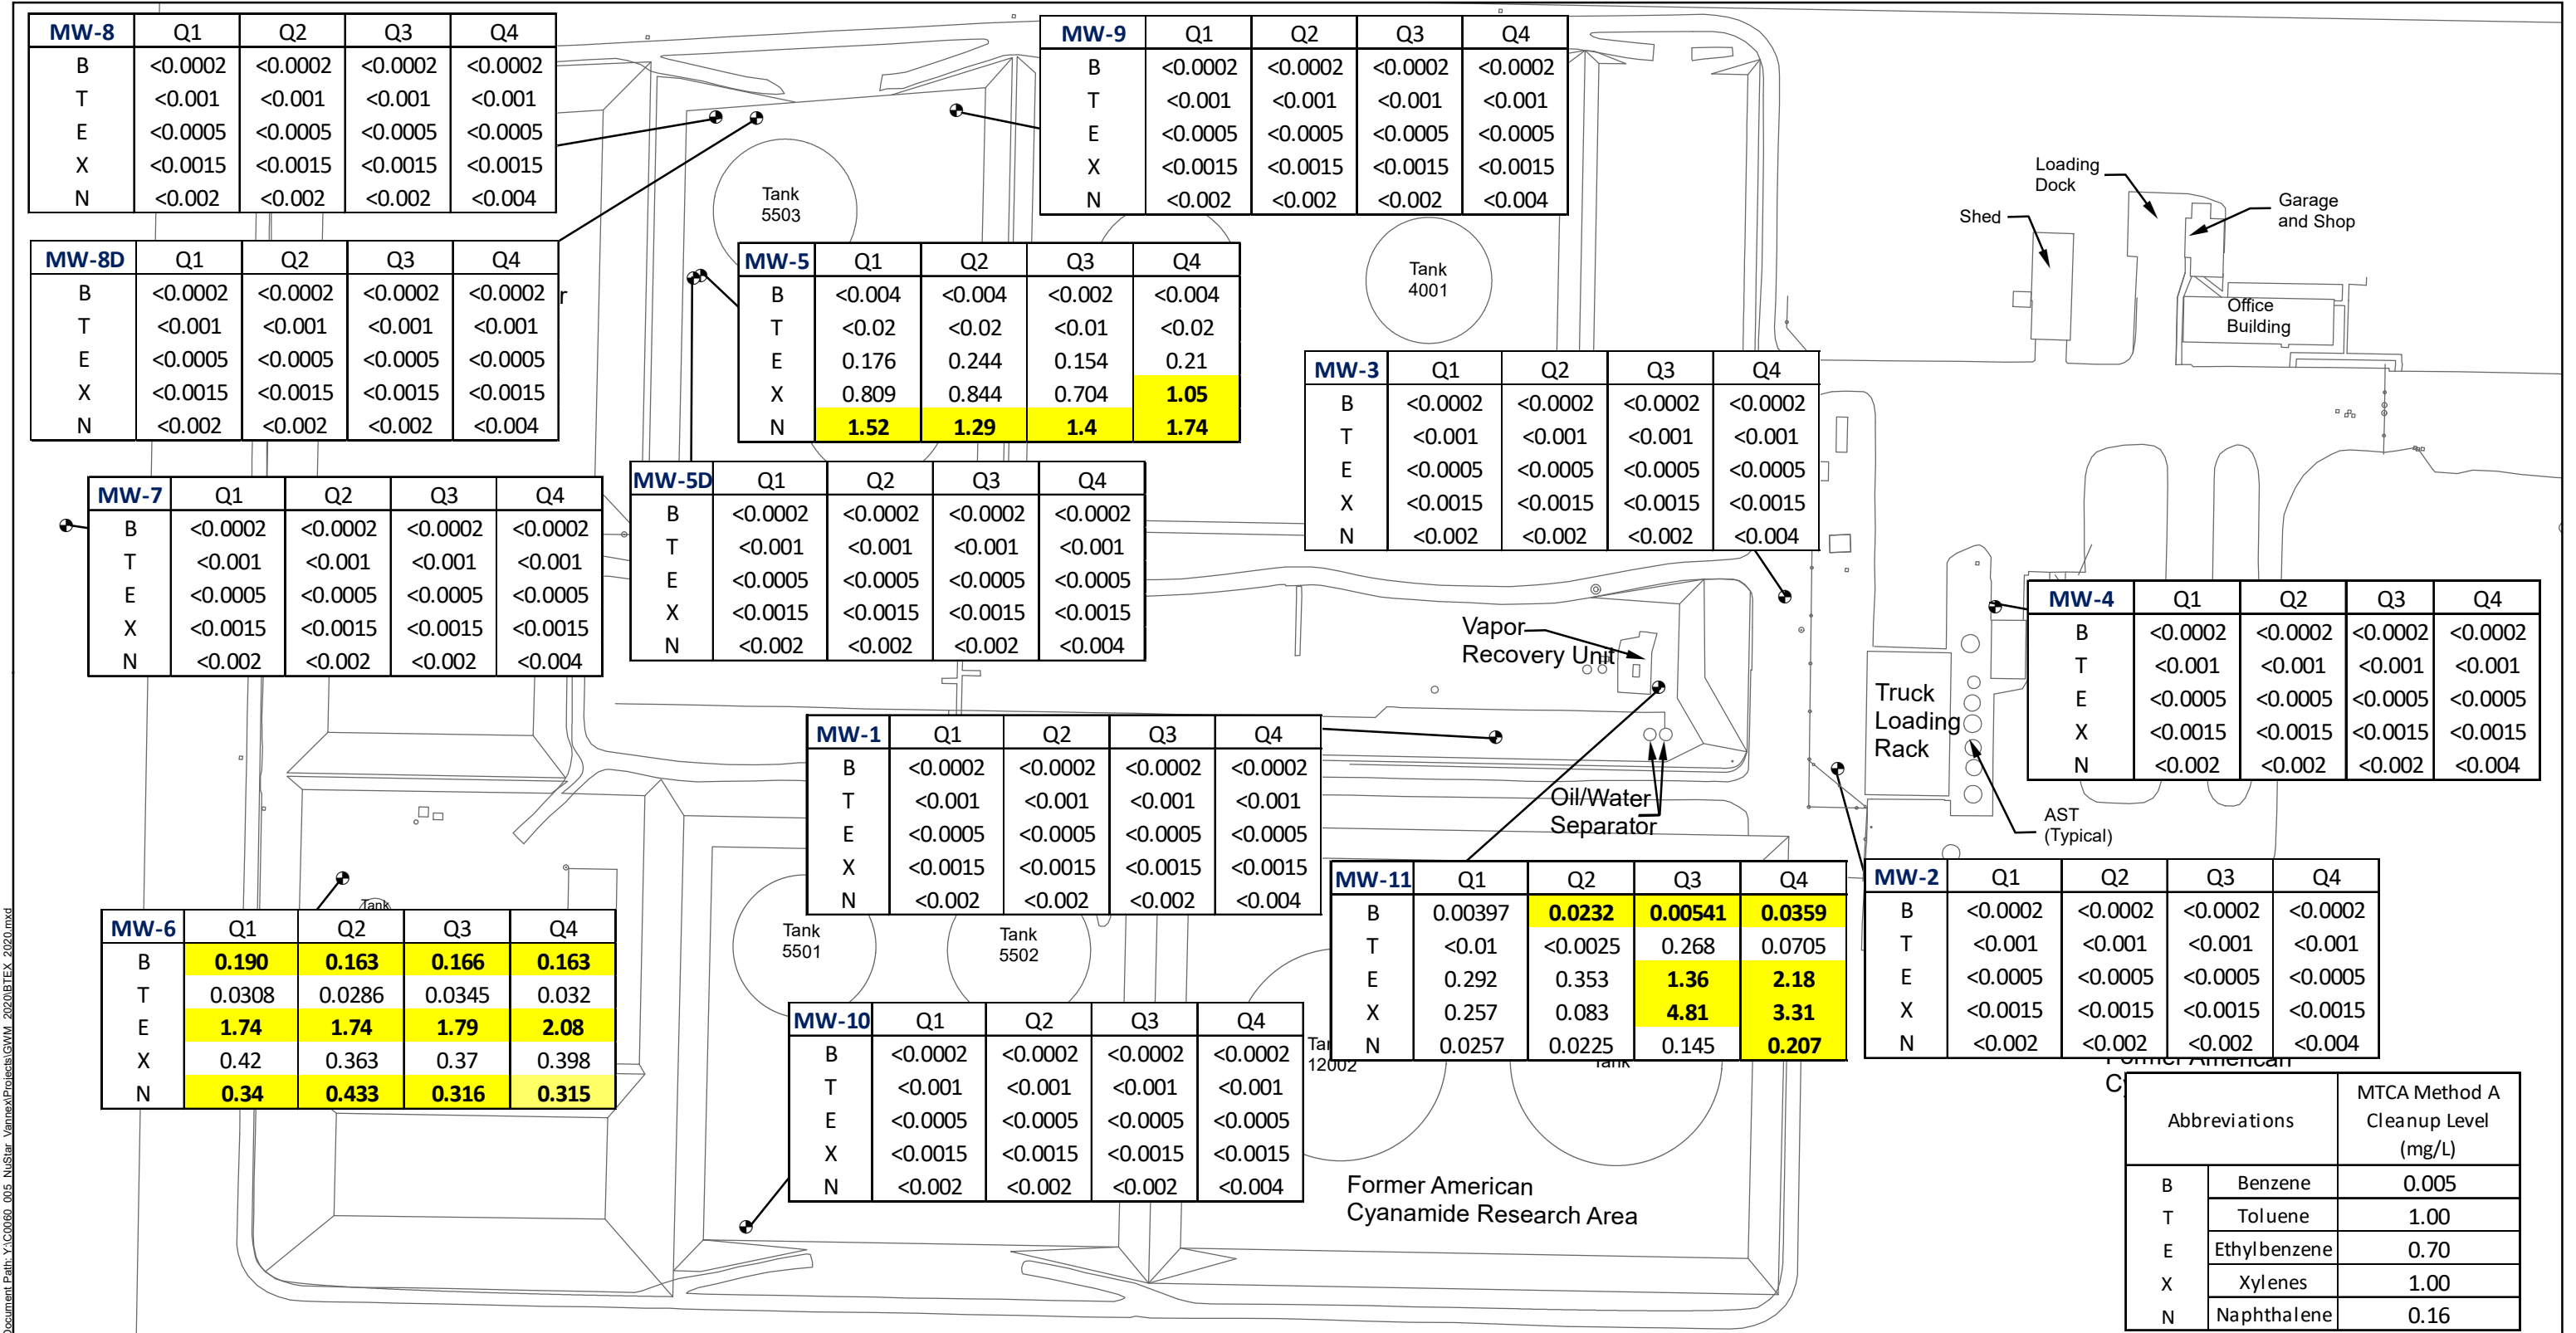 MW-8 Q1 Q2 Q3 Q4
B <0.0002 <0.0002 <0.0002 <0.0002
T <0.001 <0.001 <0.001 <0.001
E <0.0005 <0.0005 <0.0005 <0.0005
X <0.0015 <0.0015 <0.0015 <0.0015
N <0.002 <0.002 <0.002 <0.004
MW-9 Q1 Q2 Q3 Q4
B <0.0002 <0.0002 <0.0002 <0.0002
T <0.001 <0.001 <0.001 <0.001
E <0.0005 <0.0005 <0.0005 <0.0005
X <0.0015 <0.0015 <0.0015 <0.0015
N <0.002 <0.002 <0.002 <0.004
Tank
5503
Loading
Dock
Garage
and Shop
Shed
Office
Building
Tank
4001
MW-8D Q1 Q2 Q3 Q4
B <0.0002 <0.0002 <0.0002 <0.0002
T <0.001 <0.001 <0.001 <0.001
E <0.0005 <0.0005 <0.0005 <0.0005
X <0.0015 <0.0015 <0.0015 <0.0015
N <0.002 <0.002 <0.002 <0.004
MW-5 Q1 Q2 Q3 Q4
B <0.004 <0.004 <0.002 <0.004
T <0.02 <0.02 <0.01 <0.02
E 0.176 0.244 0.154 0.21
X 0.809 0.844 0.704 1.05
N 1.52 1.29 1.4 1.74
MW-3 Q1 Q2 Q3 Q4
B <0.0002 <0.0002 <0.0002 <0.0002
T <0.001 <0.001 <0.001 <0.001
E <0.0005 <0.0005 <0.0005 <0.0005
X <0.0015 <0.0015 <0.0015 <0.0015
N <0.002 <0.002 <0.002 <0.004
MW-7 Q1 Q2 Q3 Q4
B <0.0002 <0.0002 <0.0002 <0.0002
T <0.001 <0.001 <0.001 <0.001
E <0.0005 <0.0005 <0.0005 <0.0005
X <0.0015 <0.0015 <0.0015 <0.0015
N <0.002 <0.002 <0.002 <0.004
MW-5D Q1 Q2 Q3 Q4
B <0.0002 <0.0002 <0.0002 <0.0002
T <0.001 <0.001 <0.001 <0.001
E <0.0005 <0.0005 <0.0005 <0.0005
X <0.0015 <0.0015 <0.0015 <0.0015
N <0.002 <0.002 <0.002 <0.004
Vapor
Recovery Unit
MW-4 Q1 Q2 Q3 Q4
B <0.0002 <0.0002 <0.0002 <0.0002
T <0.001 <0.001 <0.001 <0.001
E <0.0005 <0.0005 <0.0005 <0.0005
X <0.0015 <0.0015 <0.0015 <0.0015
N <0.002 <0.002 <0.002 <0.004
Truck
Loading
Rack
AST
(Typical)
Oil/Water
Separator
MW-1 Q1 Q2 Q3 Q4
B <0.0002 <0.0002 <0.0002 <0.0002
T <0.001 <0.001 <0.001 <0.001
E <0.0005 <0.0005 <0.0005 <0.0005
X <0.0015 <0.0015 <0.0015 <0.0015
N <0.002 <0.002 <0.002 <0.004
Tank
MW-6 Q1 Q2 Q3 Q4
B 0.190 0.163 0.166 0.163
T 0.0308 0.0286 0.0345 0.032
E 1.74 1.74 1.79 2.08
X 0.42 0.363 0.37 0.398
N 0.34 0.433 0.316 0.315
Tank
5501
Tank
5502
MW-11 Q1 Q2 Q3 Q4
B 0.00397 0.0232 0.00541 0.0359
T <0.01 <0.0025 0.268 0.0705
E 0.292 0.353 1.36 2.18
X 0.257 0.083 4.81 3.31
N 0.0257 0.0225 0.145 0.207
MW-2 Q1 Q2 Q3 Q4
B <0.0002 <0.0002 <0.0002 <0.0002
T <0.001 <0.001 <0.001 <0.001
E <0.0005 <0.0005 <0.0005 <0.0005
X <0.0015 <0.0015 <0.0015 <0.0015
N <0.002 <0.002 <0.002 <0.004
MW-10 Q1 Q2 Q3 Q4
B <0.0002 <0.0002 <0.0002 <0.0002
T <0.001 <0.001 <0.001 <0.001
E <0.0005 <0.0005 <0.0005 <0.0005
X <0.0015 <0.0015 <0.0015 <0.0015
N <0.002 <0.002 <0.002 <0.004
12002
Tank
Former American
Former American
Cyanamide Research Area
Abbreviations MTCA Method A Cleanup Level (mg/L)
B Benzene 0.005
T Toluene 1.00
E Ethylbenzene 0.70
X Xylenes 1.00
N Naphthalene 0.16
Document Path: Y:\C0060_005_NuStar_Vannex\Projects\GWM_2020\BTEX_2020.mxd